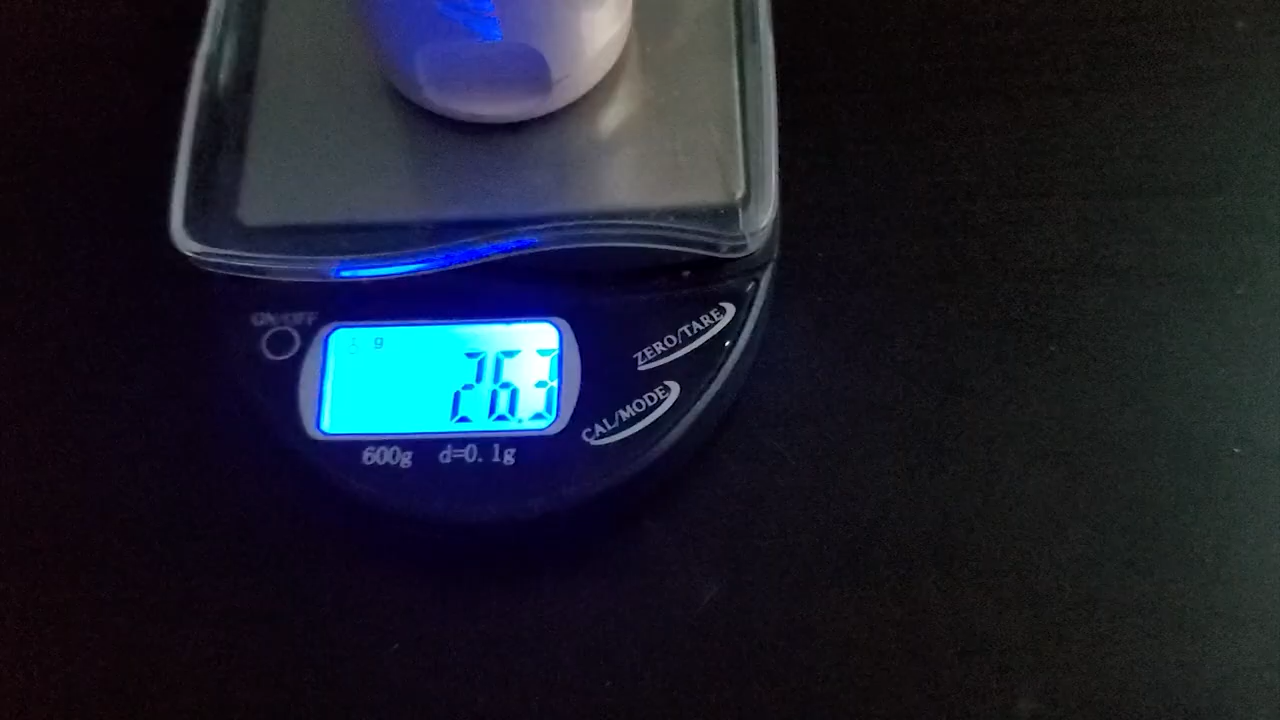 ON/OFF
g
26.3
ZERO/TARE
CAL/MODE
600g d=0.1g